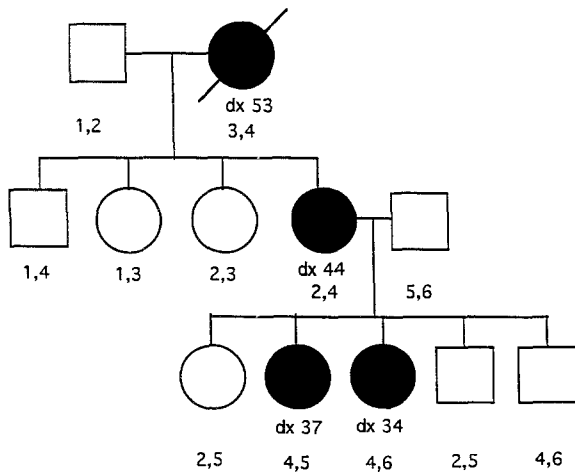 dx 53
1,2 3,4
1,4 1,3 2,3 dx 44
2,4 5,6
dx 37 dx 34
2,5 4,5 4,6 2,5 4,6